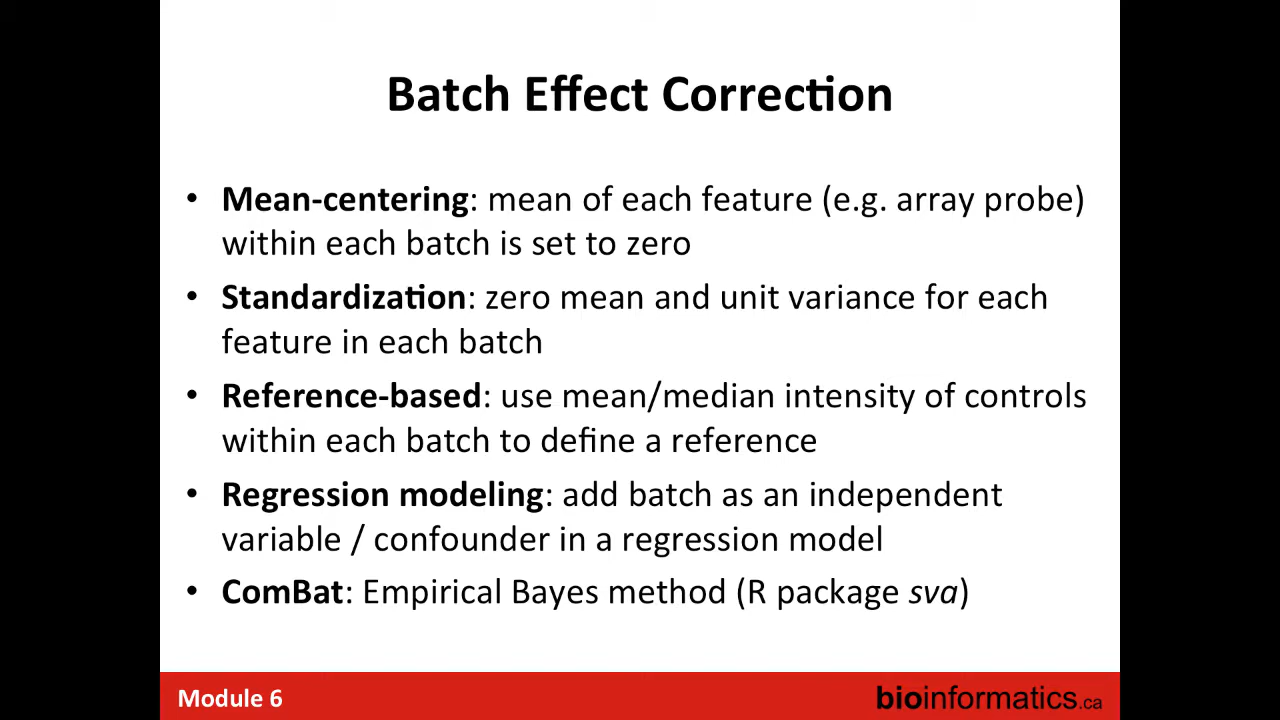 Batch Effect Correction
• Mean-centering: mean of each feature (e.g. array probe)
within each batch is set to zero
• Standardization: zero mean and unit variance for each
feature in each batch
• Reference-based: use mean/median intensity of controls
within each batch to define a reference
• Regression modeling: add batch as an independent
variable / confounder in a regression model
• ComBat: Empirical Bayes method (R package sva)
Module 6
bioinformatics.ca